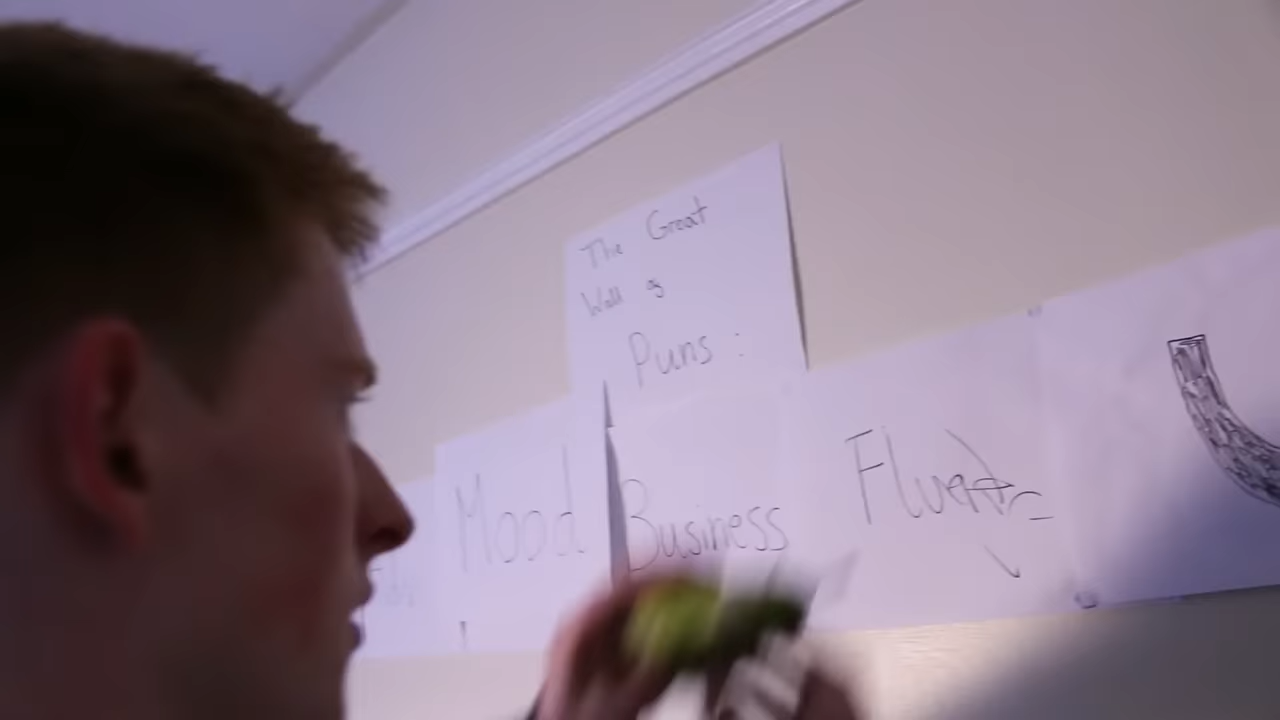 The Great
Wall of
Puns:
Mood
Business